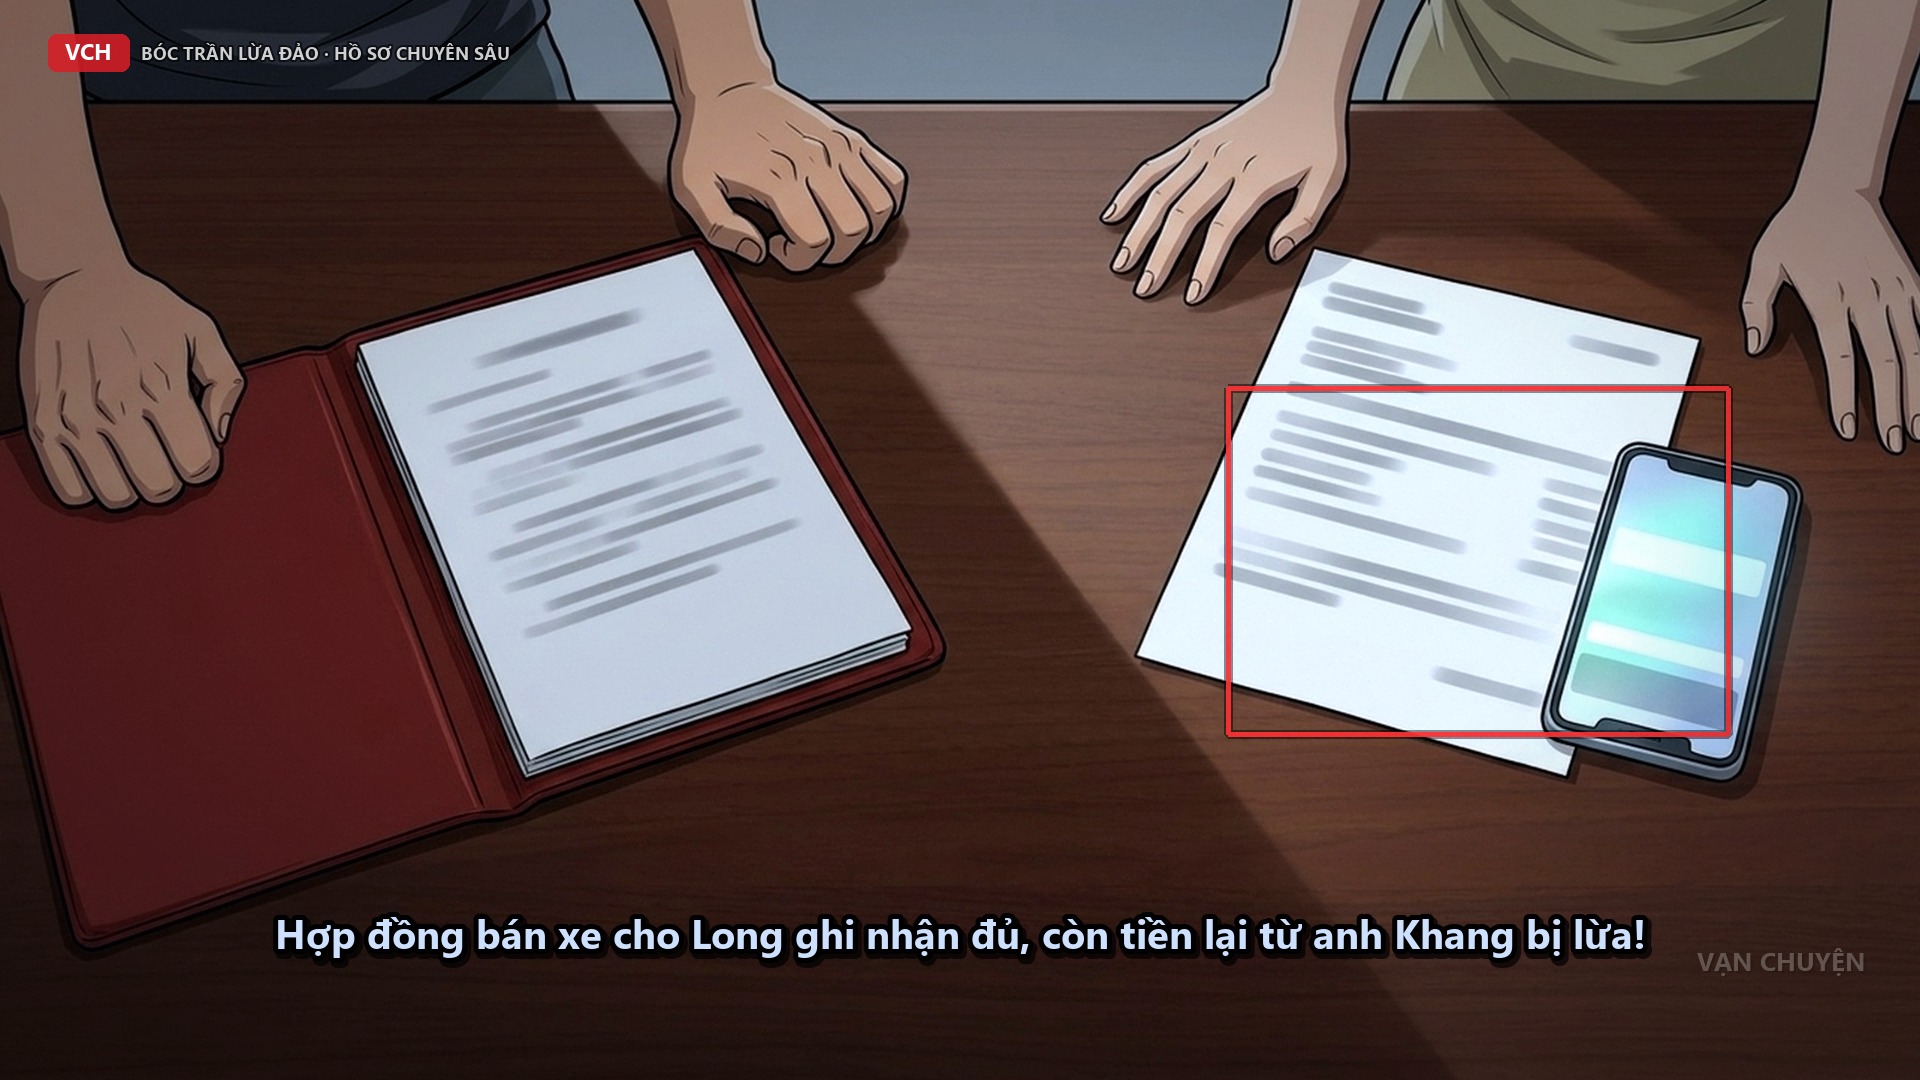 VCH
BÓC TRẦN LỪA ĐẢO · HỒ SƠ CHUYÊN SÂU
Hợp đồng bán xe cho Long ghi nhận đủ, còn tiền lại từ anh Khang bị lừa!
VẠN CHUYỆN